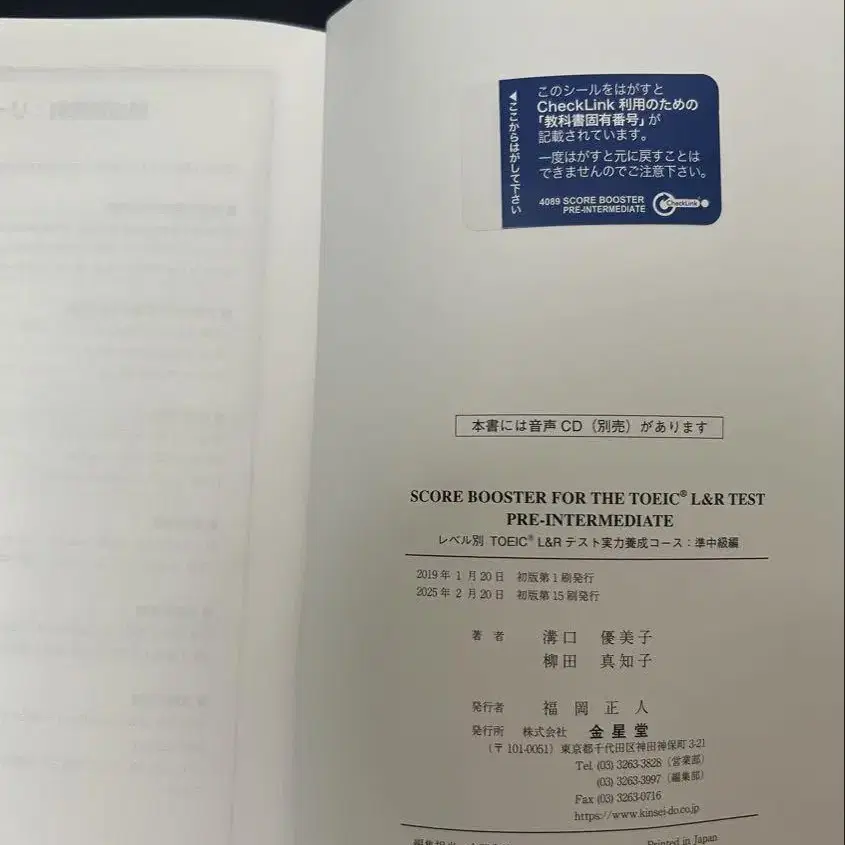 このシールをはがすと
CheckLink 利用のための
「教科書固有番号」が
記載されています。
一度はがすと元に戻すことは
できませんのでご注意下さい。
◀ここからはがして下さい
4089 SCORE BOOSTER
PRE-INTERMEDIATE
CheckLink
本書には音声 CD（別売）があります
SCORE BOOSTER FOR THE TOEIC® L&R TEST
PRE-INTERMEDIATE
レベル別 TOEIC® L&R テスト実力養成コース：準中級編
2019 年 1 月 20 日 初版第 1 刷発行
2025 年 2 月 20 日 初版第 15 刷発行
著 者 溝口 優美子
柳田 真知子
発行者 福 岡 正 人
発行所 株式会社 金星堂
（〒 101-0051）東京都千代田区神田神保町 3-21
Tel. (03) 3263-3828（営業部）
(03) 3263-3997（編集部）
Fax (03) 3263-0716
https://www.kinsei-do.co.jp
編集担当
Printed in Japan